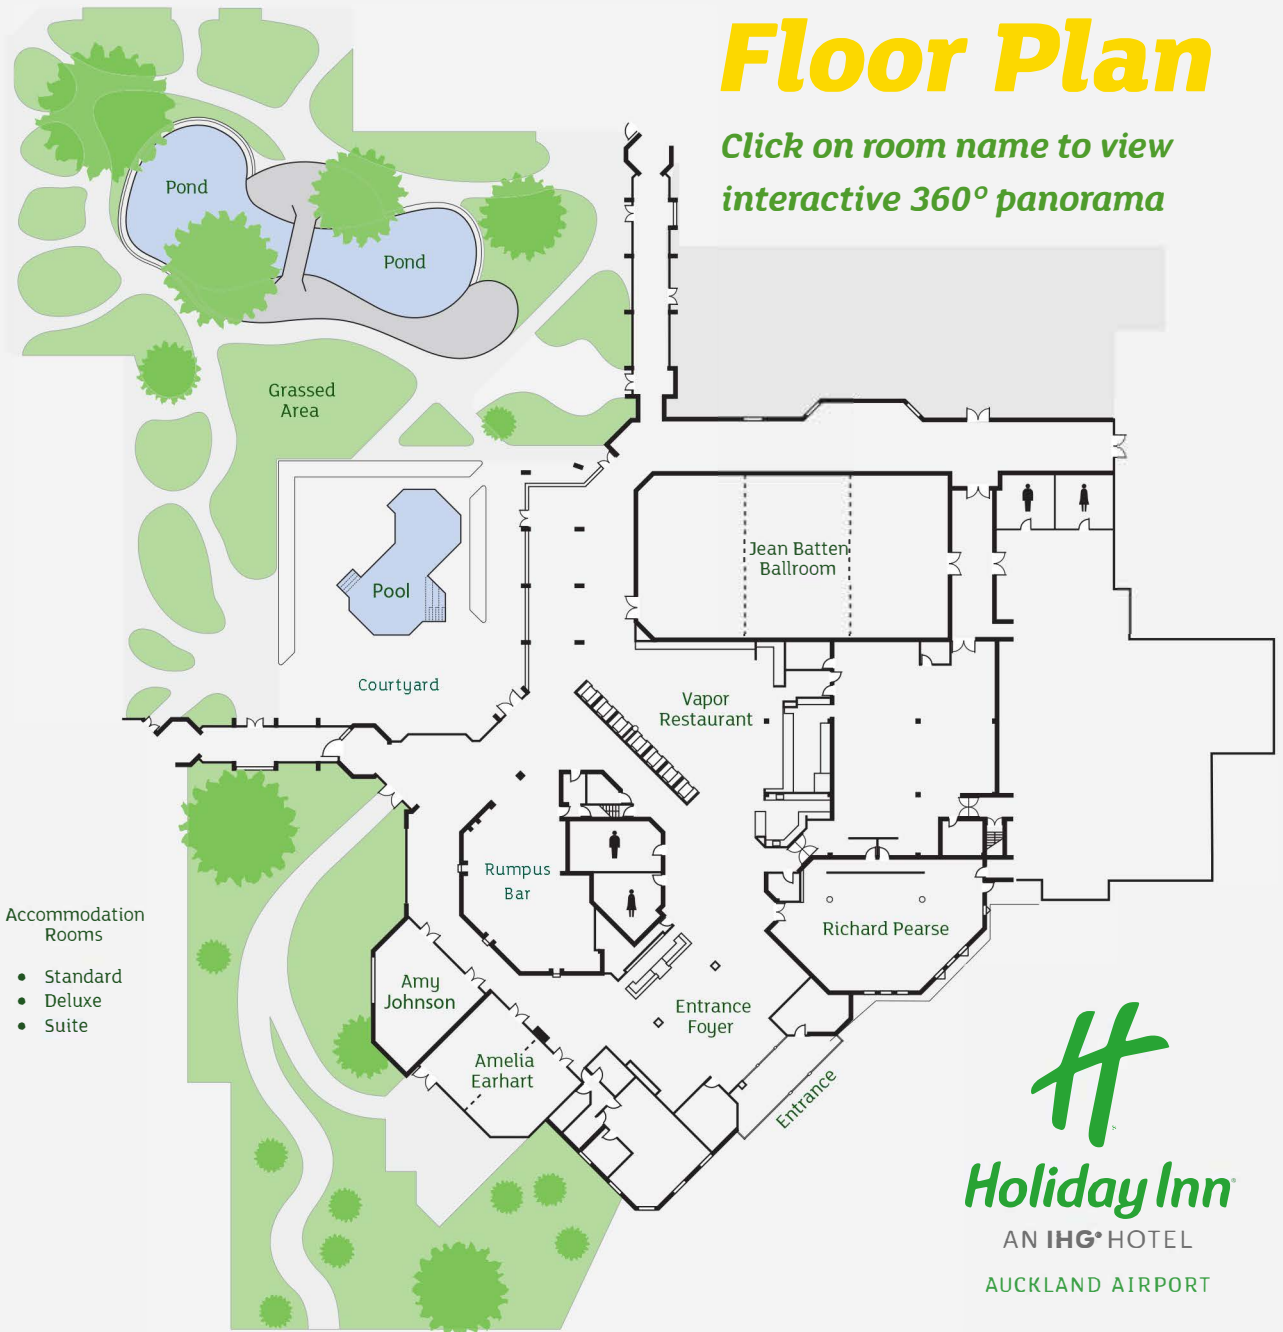 Floor Plan
Click on room name to view
interactive 360º panorama
Pond
Pond
Grassed
Area
Jean Batten
Ballroom
Pool
Courtyard
Vapor
Restaurant
Rumpus
Bar
Accommodation
Rooms
• Standard
• Deluxe
• Suite
Richard Pearse
Amy
Johnson
Entrance
Foyer
Amelia
Earhart
Entrance
H
Holiday Inn
AN IHG® HOTEL
AUCKLAND AIRPORT